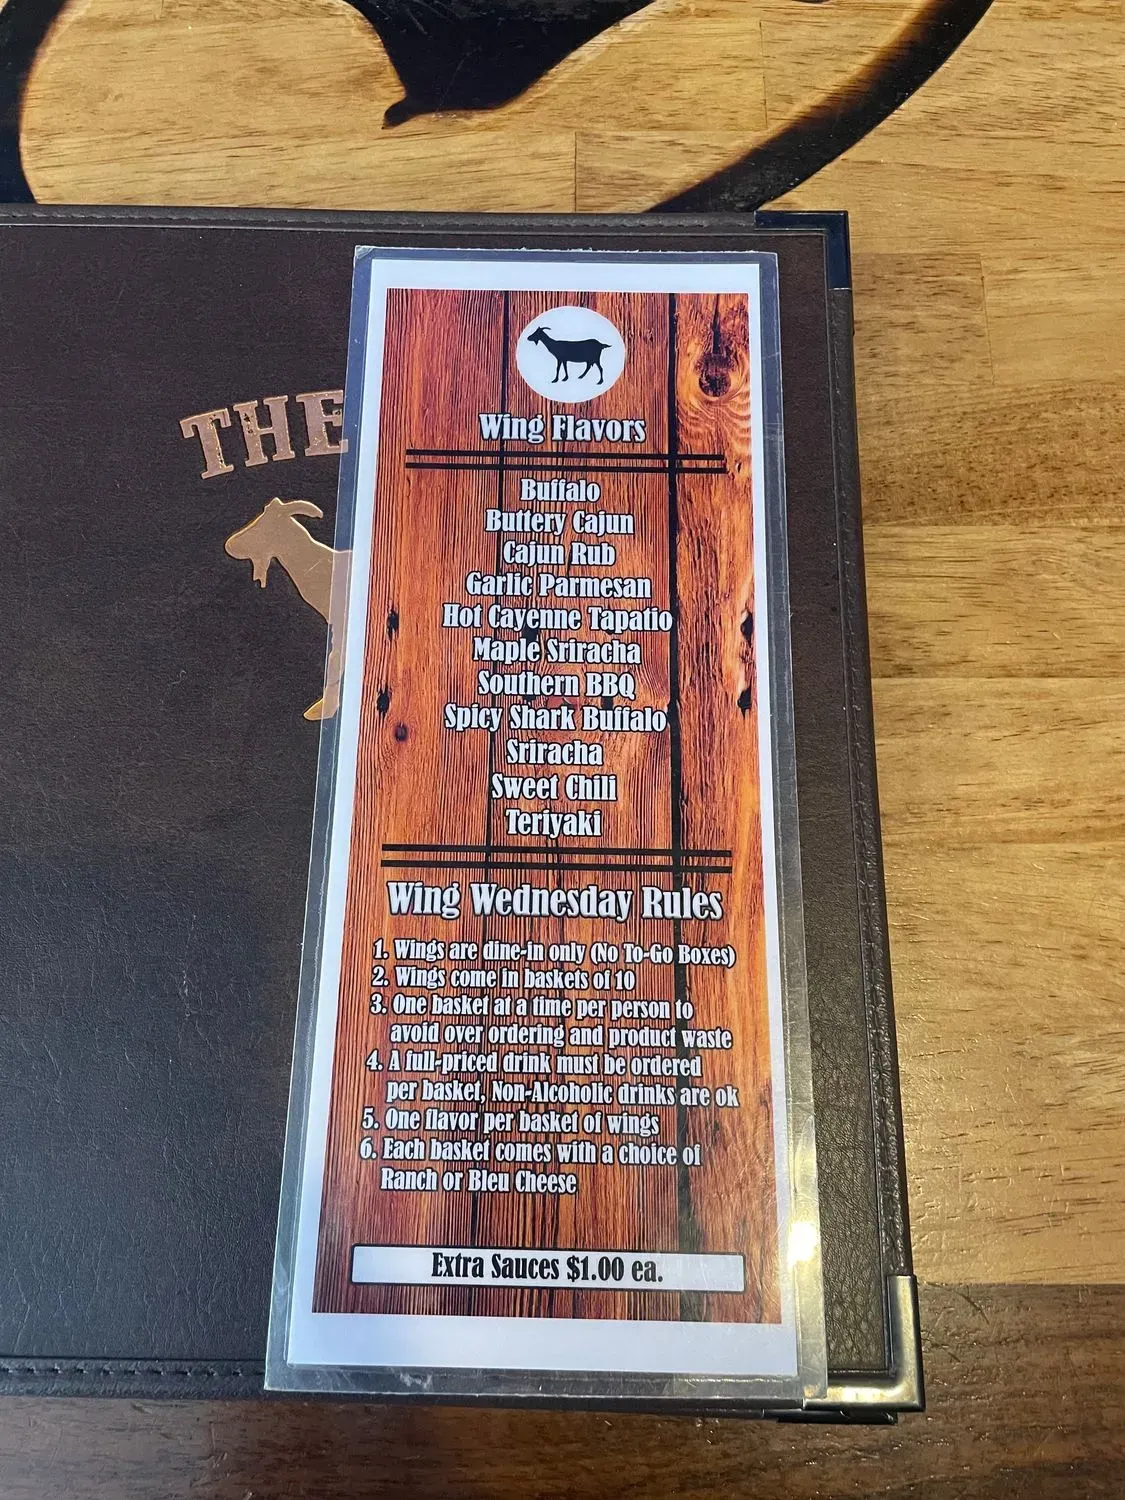 THE
Wing Flavors
Buffalo
Buttery Cajun
Cajun Rub
Garlic Parmesan
Hot Cayenne Tapatio
Maple Sriracha
Southern BBQ
Spicy Shark Buffalo
Sriracha
Sweet Chili
Teriyaki
Wing Wednesday Rules
1. Wings are dine-in only (No To-Go Boxes)
2. Wings come in baskets of 10
3. One basket at a time per person to
avoid over ordering and product waste
4. A full-priced drink must be ordered
per basket, Non-Alcoholic drinks are ok
5. One flavor per basket of wings
6. Each basket comes with a choice of
Ranch or Bleu Cheese
Extra Sauces $1.00 ea.